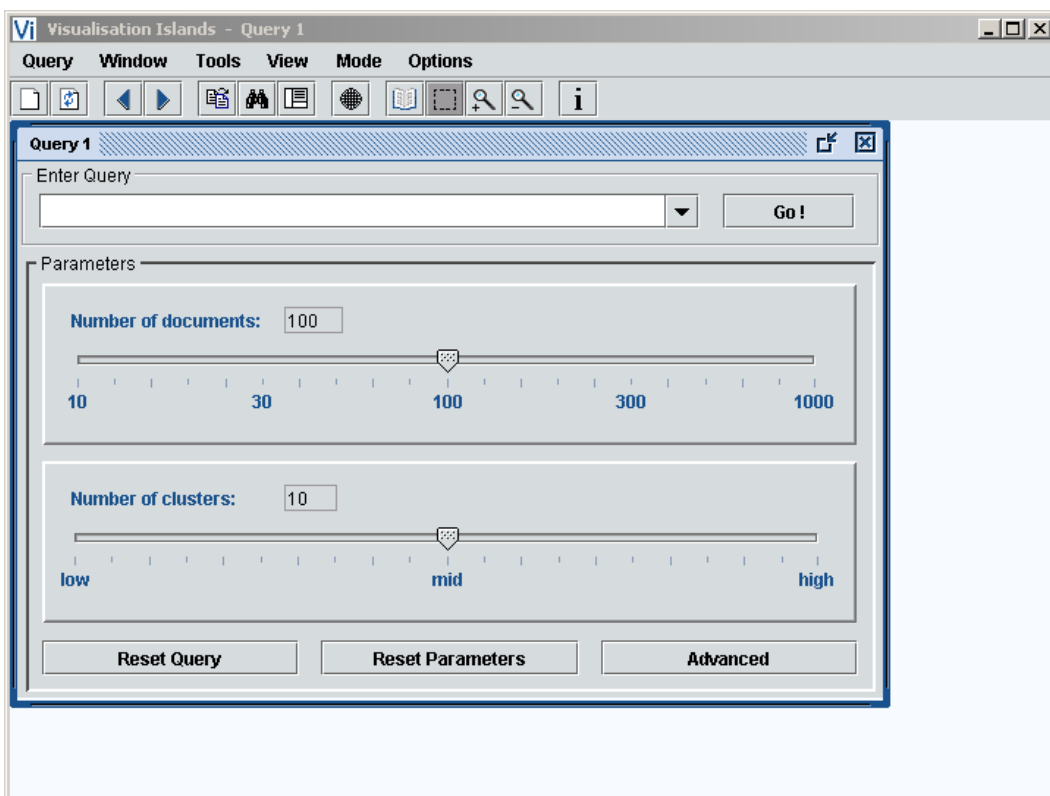 Vi Visualisation Islands - Query 1
Query Window Tools View Mode Options
i
Query 1
Enter Query
Go !
Parameters
Number of documents: 100
10 30 100 300 1000
Number of clusters: 10
low mid high
Reset Query Reset Parameters Advanced